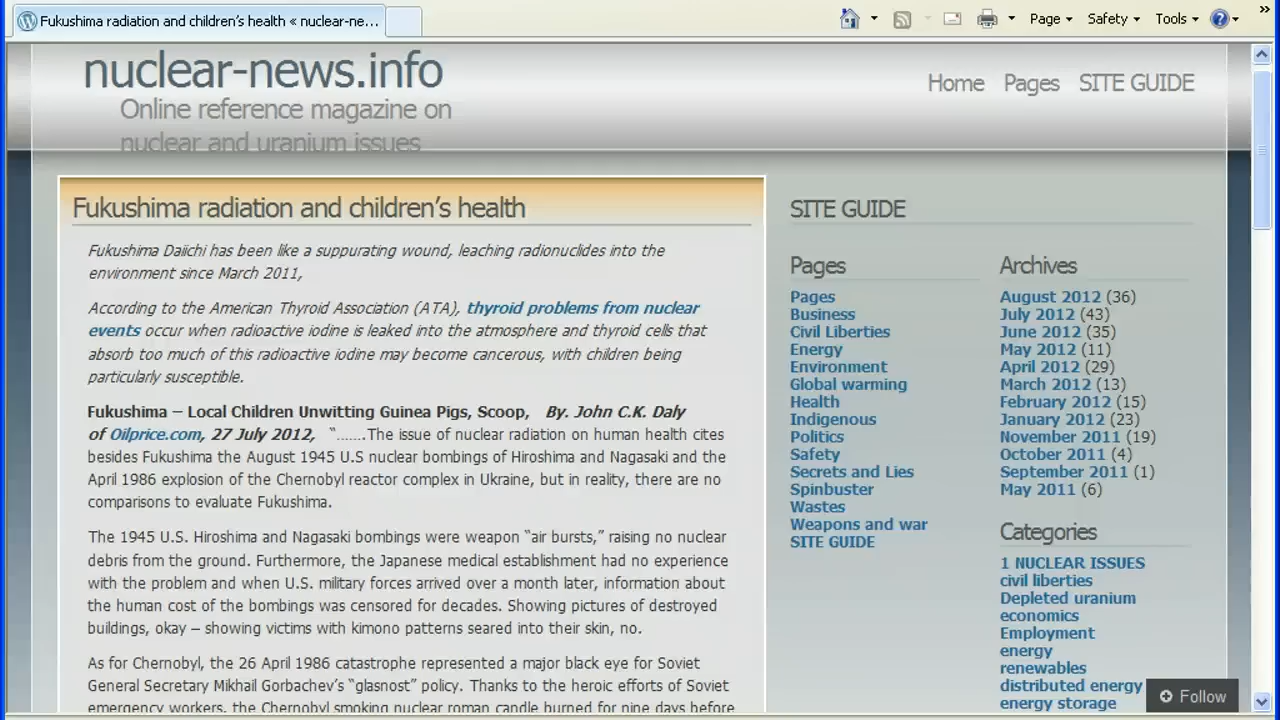 Fukushima radiation and children's health « nuclear-ne...
Page
Safety
Tools
nuclear-news.info
Online reference magazine on
nuclear and uranium issues
Home Pages SITE GUIDE
Fukushima radiation and children's health
Fukushima Daiichi has been like a suppurating wound, leaching radionuclides into the
environment since March 2011,
According to the American Thyroid Association (ATA), thyroid problems from nuclear
events occur when radioactive iodine is leaked into the atmosphere and thyroid cells that
absorb too much of this radioactive iodine may become cancerous, with children being
particularly susceptible.
Fukushima – Local Children Unwitting Guinea Pigs, Scoop, By. John C.K. Daly
of Oilprice.com, 27 July 2012, “…….The issue of nuclear radiation on human health cites
besides Fukushima the August 1945 U.S nuclear bombings of Hiroshima and Nagasaki and the
April 1986 explosion of the Chernobyl reactor complex in Ukraine, but in reality, there are no
comparisons to evaluate Fukushima.
The 1945 U.S. Hiroshima and Nagasaki bombings were weapon “air bursts,” raising no nuclear
debris from the ground. Furthermore, the Japanese medical establishment had no experience
with the problem and when U.S. military forces arrived over a month later, information about
the human cost of the bombings was censored for decades. Showing pictures of destroyed
buildings, okay – showing victims with kimono patterns seared into their skin, no.
As for Chernobyl, the 26 April 1986 catastrophe represented a major black eye for Soviet
General Secretary Mikhail Gorbachev's “glasnost” policy. Thanks to the heroic efforts of Soviet
emergency workers, the Chernobyl smoking nuclear roman candle burned for nine days before
SITE GUIDE
Pages
Pages
Business
Civil Liberties
Energy
Environment
Global warming
Health
Indigenous
Politics
Safety
Secrets and Lies
Spinbuster
Wastes
Weapons and war
SITE GUIDE
Archives
August 2012 (36)
July 2012 (43)
June 2012 (35)
May 2012 (11)
April 2012 (29)
March 2012 (13)
February 2012 (15)
January 2012 (23)
November 2011 (19)
October 2011 (4)
September 2011 (1)
May 2011 (6)
Categories
1 NUCLEAR ISSUES
civil liberties
Depleted uranium
economics
Employment
energy
renewables
distributed energy
energy storage
Follow